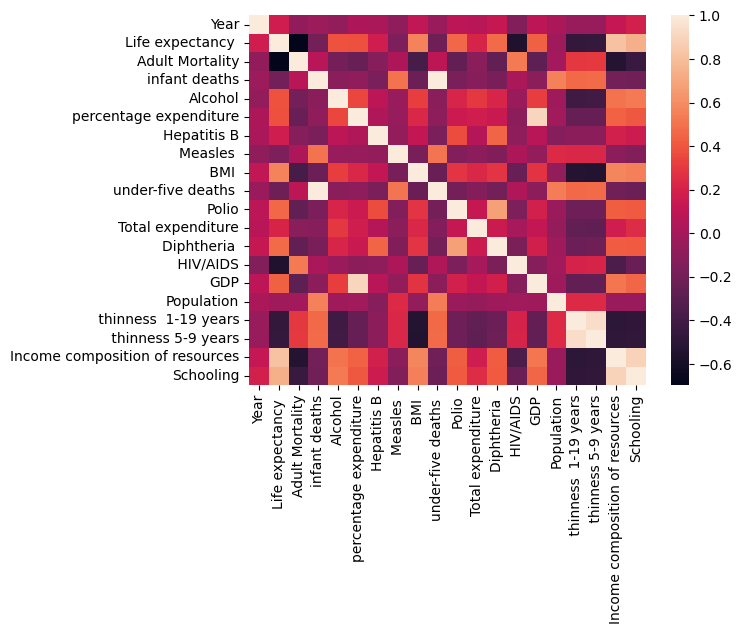 Year
Life expectancy
Adult Mortality
infant deaths
Alcohol
percentage expenditure
Hepatitis B
Measles
BMI
under-five deaths
Polio
Total expenditure
Diphtheria
HIV/AIDS
GDP
Population
thinness  1-19 years
thinness 5-9 years
Income composition of resources
Schooling
Year
Life expectancy
Adult Mortality
infant deaths
Alcohol
percentage expenditure
Hepatitis B
Measles
BMI
under-five deaths
Polio
Total expenditure
Diphtheria
HIV/AIDS
GDP
Population
thinness  1-19 years
thinness 5-9 years
Income composition of resources
Schooling
1.0
0.8
0.6
0.4
0.2
0.0
−0.2
−0.4
−0.6